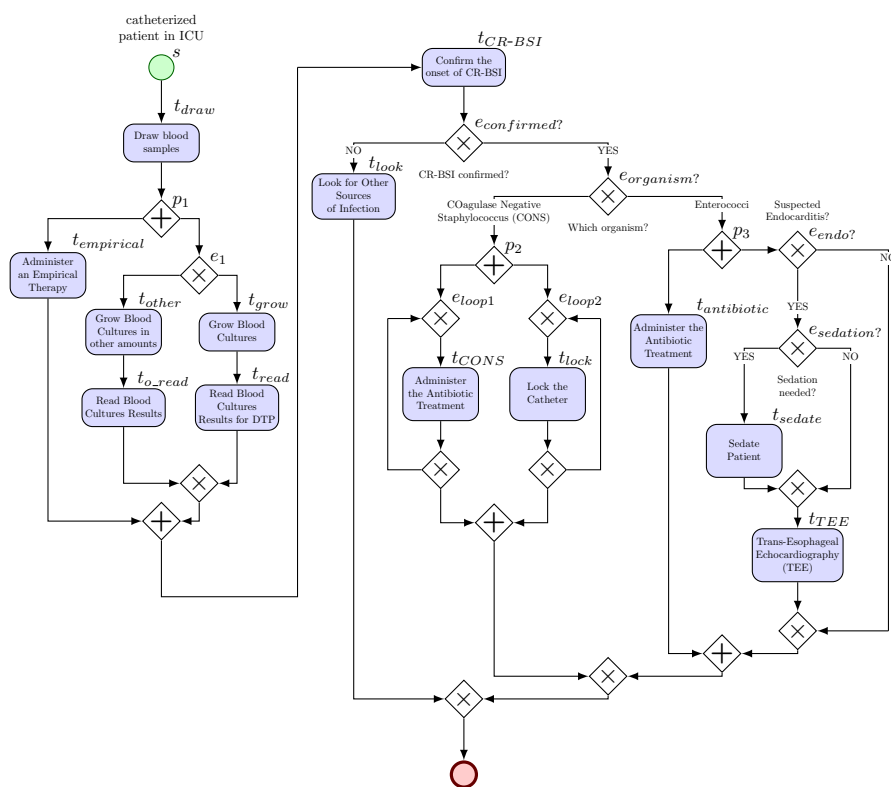 catheterized
patient in ICU
s
t_draw
Draw blood
samples
p_1
t_empirical
Administer
an Empirical
Therapy
e_1
t_other
Grow Blood
Cultures in
other amounts
t_grow
Grow Blood
Cultures
t_o_read
Read Blood
Cultures Results
t_read
Read Blood
Cultures
Results for DTP
t_CR-BSI
Confirm the
onset of CR-BSI
e_confirmed?
NO
YES
CR-BSI confirmed?
t_look
Look for Other
Sources
of Infection
e_organism?
COagulase Negative
Staphylococcus (CONS)
Which organism?
Enterococci
Suspected
Endocarditis?
p_2
p_3
e_endo?
NO
YES
e_loop1
e_loop2
t_CONS
Administer
the Antibiotic
Treatment
t_lock
Lock the
Catheter
t_antibiotic
Administer the
Antibiotic
Treatment
e_sedation?
YES
NO
Sedation
needed?
t_sedate
Sedate
Patient
t_TEE
Trans-Esophageal
Echocardiography
(TEE)